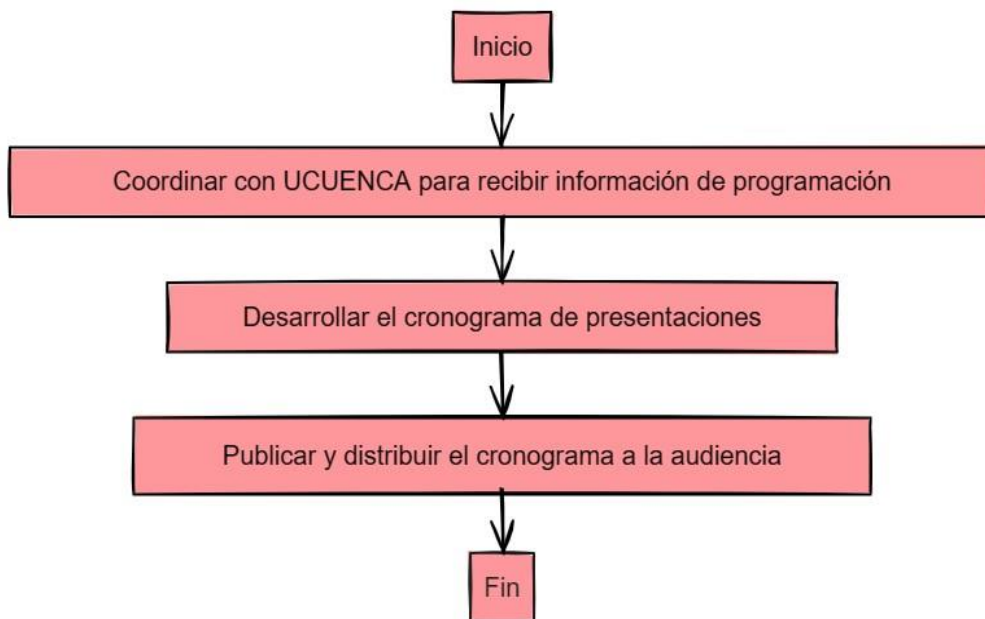 Inicio
Coordinar con UCUENCA para recibir información de programación
Desarrollar el cronograma de presentaciones
Publicar y distribuir el cronograma a la audiencia
Fin